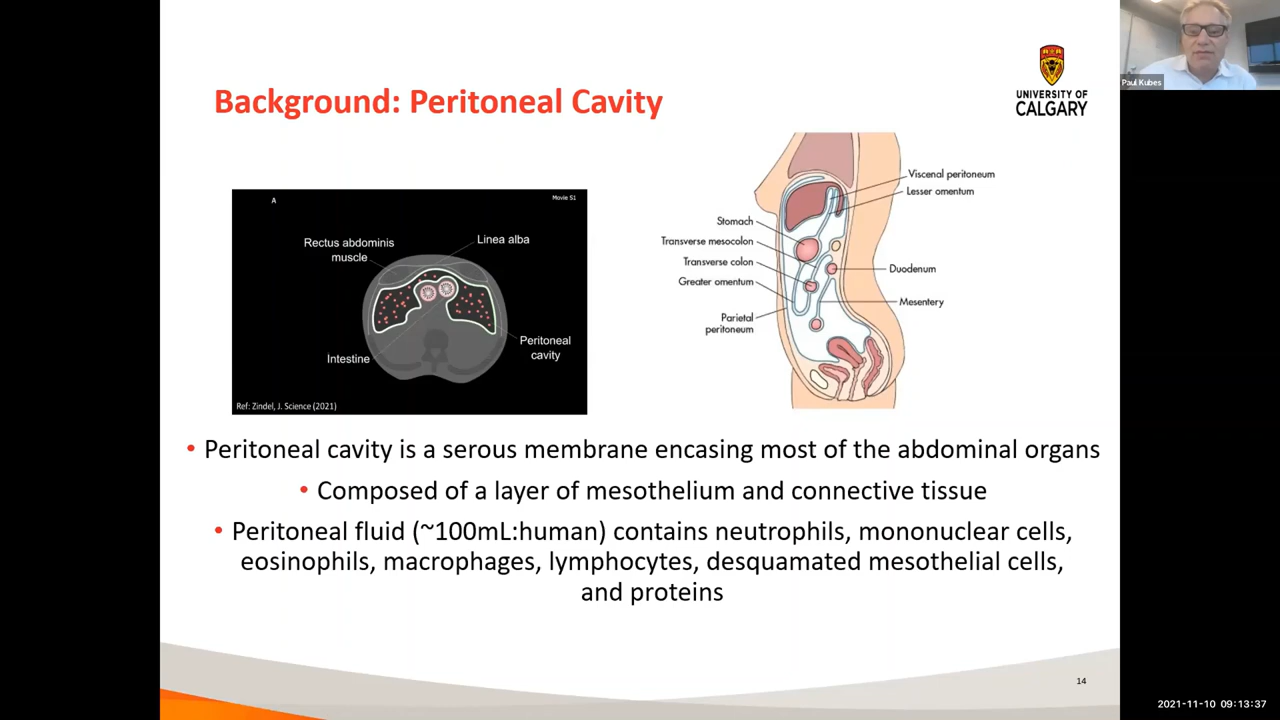 Paul Kubes
UNIVERSITY OF
CALGARY
Background: Peritoneal Cavity
A
Movie S1
Rectus abdominis
muscle
Linea alba
Intestine
Peritoneal
cavity
Ref: Zindel, J. Science (2021)
Viscenal peritoneum
Lesser omentum
Stomach
Transverse mesocolon
Transverse colon
Greater omentum
Parietal
peritoneum
Duodenum
Mesentery
• Peritoneal cavity is a serous membrane encasing most of the abdominal organs
• Composed of a layer of mesothelium and connective tissue
• Peritoneal fluid (~100mL:human) contains neutrophils, mononuclear cells,
eosinophils, macrophages, lymphocytes, desquamated mesothelial cells,
and proteins
14
2021-11-10 09:13:37